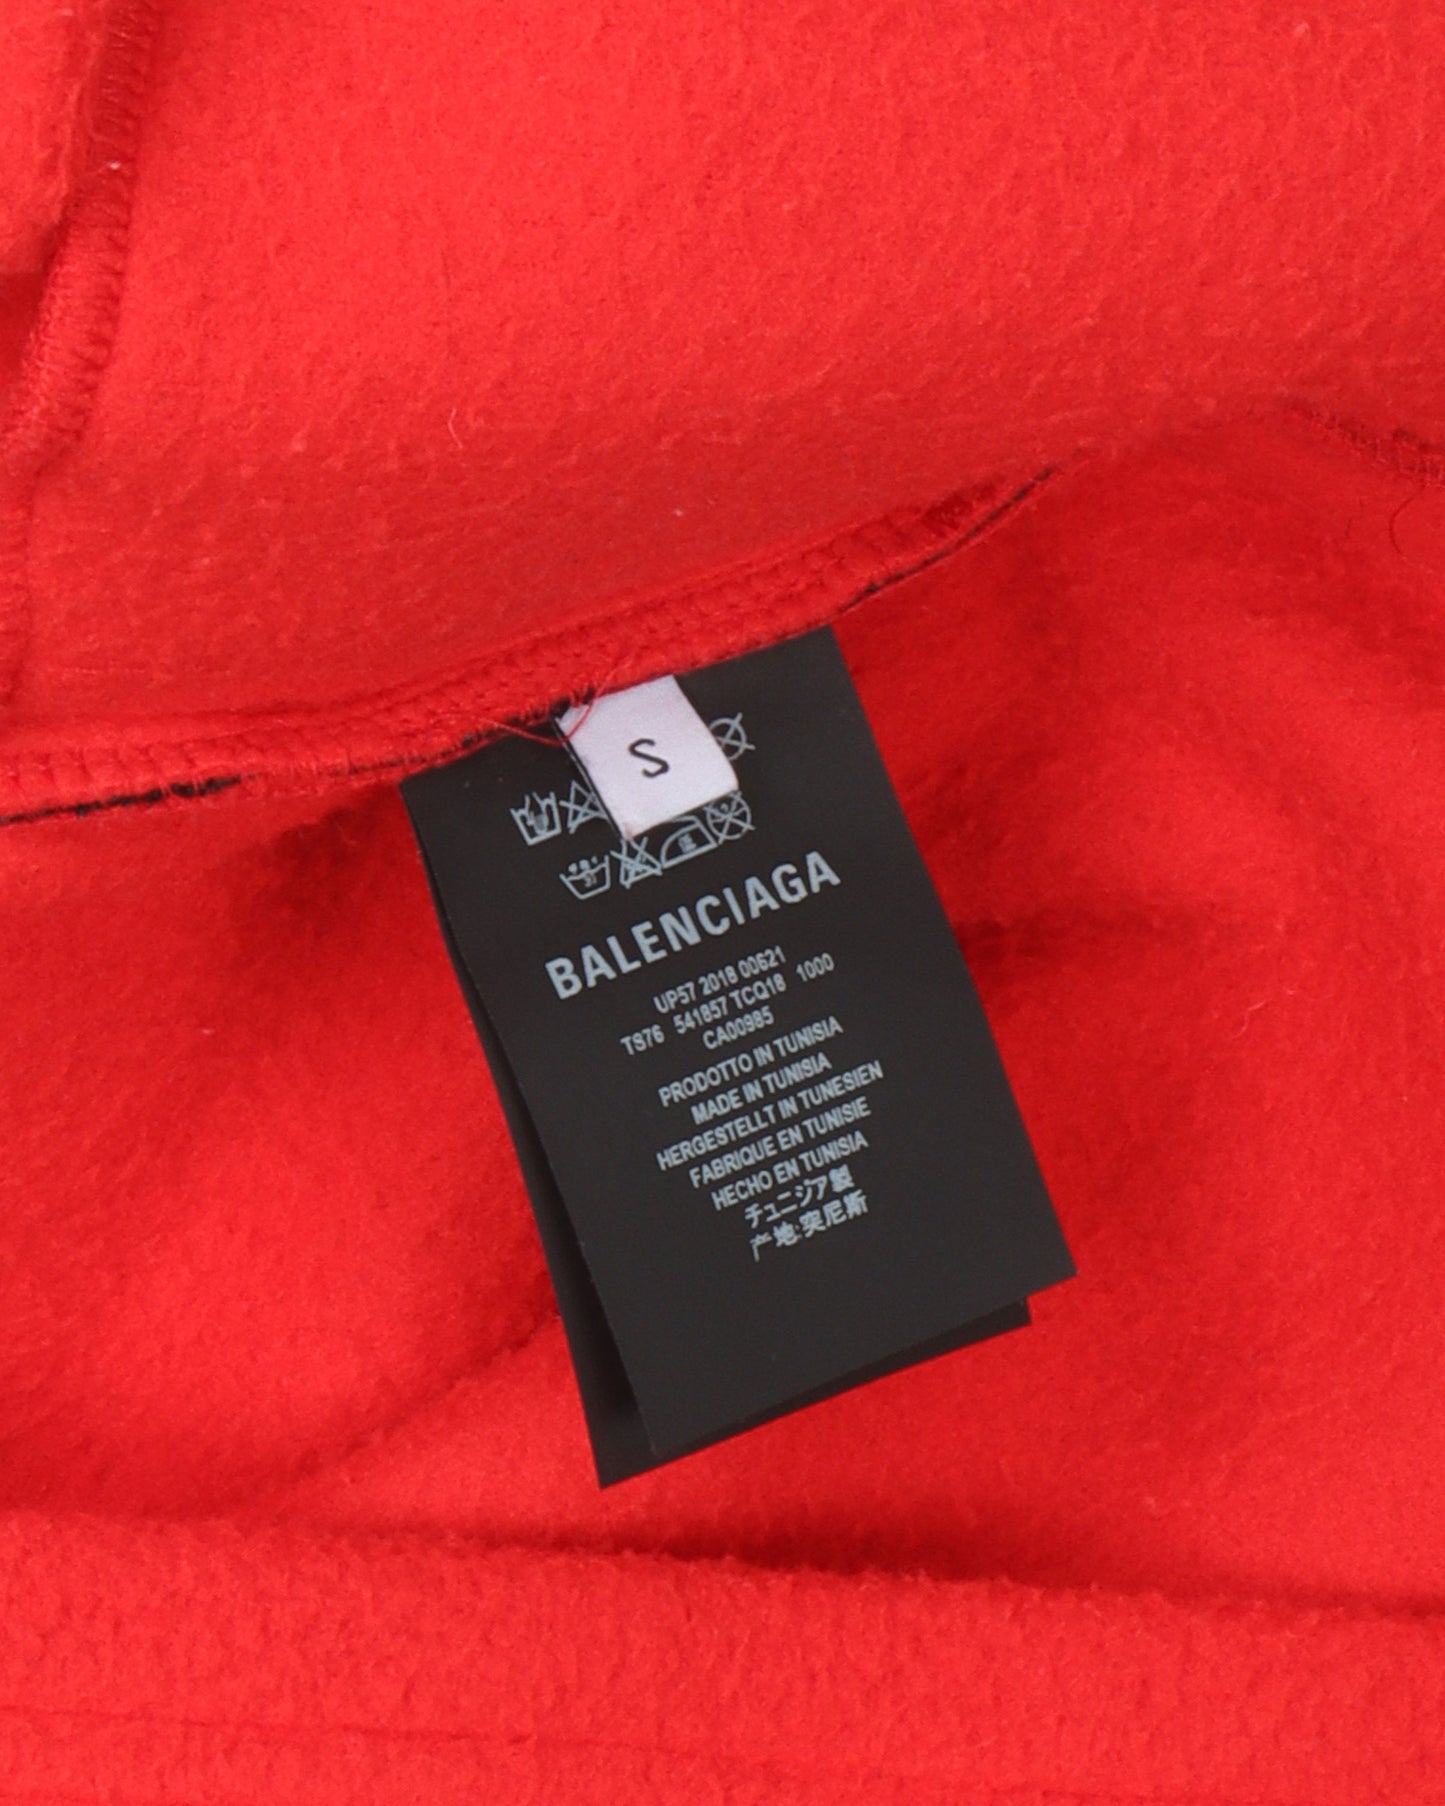 S
BALENCIAGA
UP57 2018 00621
TS76 541857 TCQ18 1000
CA00985
PRODOTTO IN TUNISIA
MADE IN TUNISIA
HERGESTELLT IN TUNESIEN
FABRIQUE EN TUNISIE
HECHO EN TUNISIA
チュニジア製
产地:突尼斯